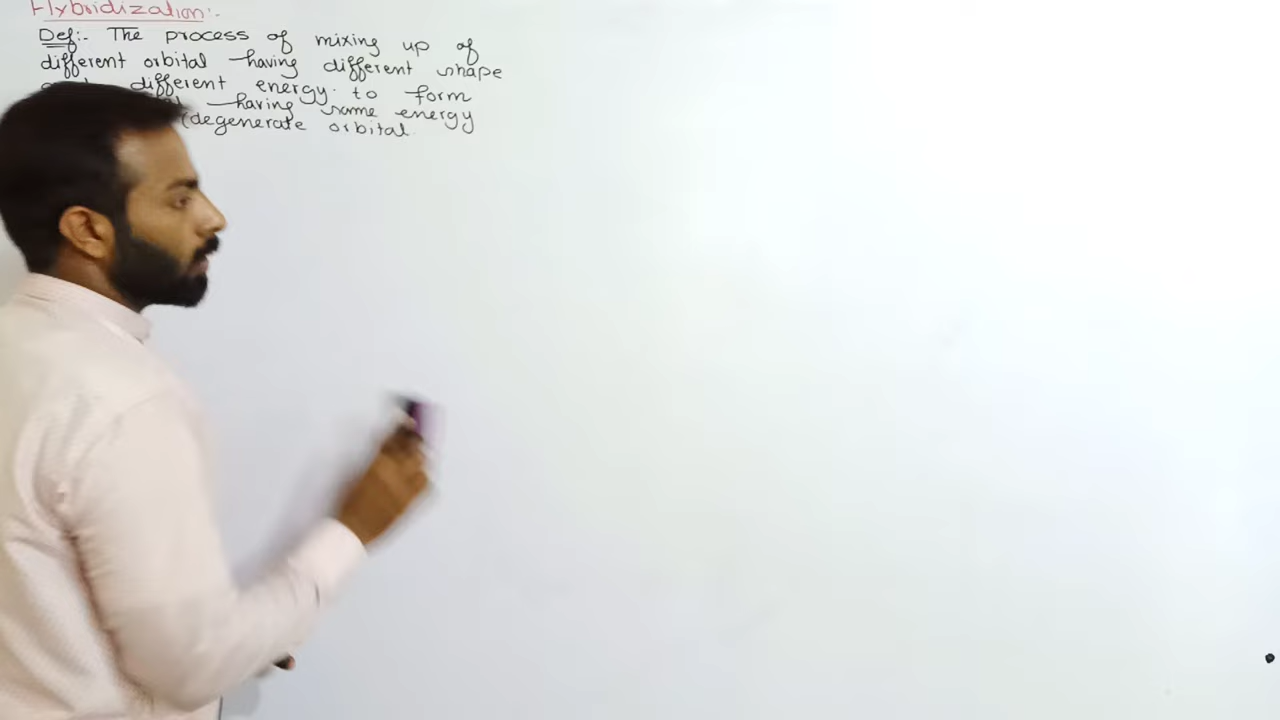 Hybridization:-
Def:- The process of mixing up of
different orbital having different shape
different energy. to form
having same energy
(degenerate orbital